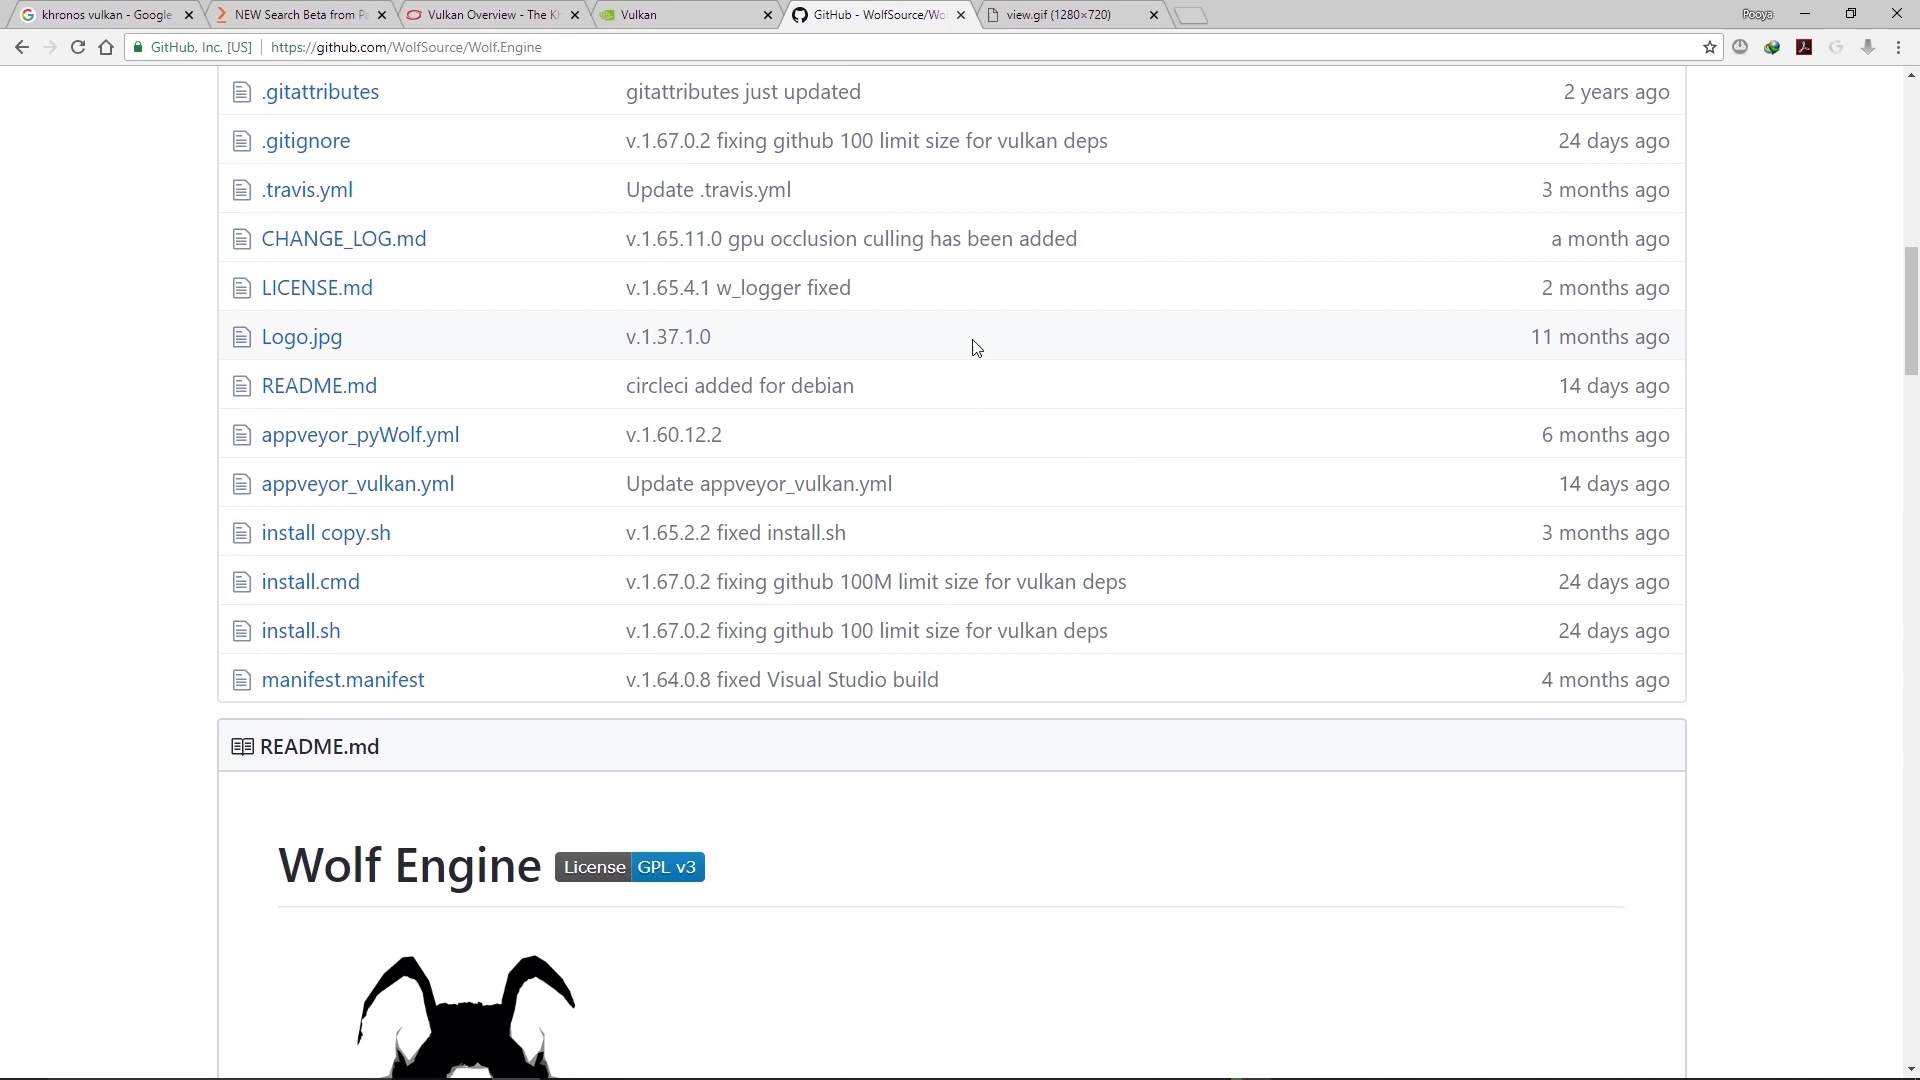 khronos vulkan - Google
NEW Search Beta from Pa
Vulkan Overview - The Kh
Vulkan
GitHub - WolfSource/Wol
view.gif (1280×720)
Pooya
GitHub, Inc. [US]
https://github.com/WolfSource/Wolf.Engine
.gitattributes gitattributes just updated 2 years ago
.gitignore v.1.67.0.2 fixing github 100 limit size for vulkan deps 24 days ago
.travis.yml Update .travis.yml 3 months ago
CHANGE_LOG.md v.1.65.11.0 gpu occlusion culling has been added a month ago
LICENSE.md v.1.65.4.1 w_logger fixed 2 months ago
Logo.jpg v.1.37.1.0 11 months ago
README.md circleci added for debian 14 days ago
appveyor_pyWolf.yml v.1.60.12.2 6 months ago
appveyor_vulkan.yml Update appveyor_vulkan.yml 14 days ago
install copy.sh v.1.65.2.2 fixed install.sh 3 months ago
install.cmd v.1.67.0.2 fixing github 100M limit size for vulkan deps 24 days ago
install.sh v.1.67.0.2 fixing github 100 limit size for vulkan deps 24 days ago
manifest.manifest v.1.64.0.8 fixed Visual Studio build 4 months ago
README.md
Wolf Engine License GPL v3